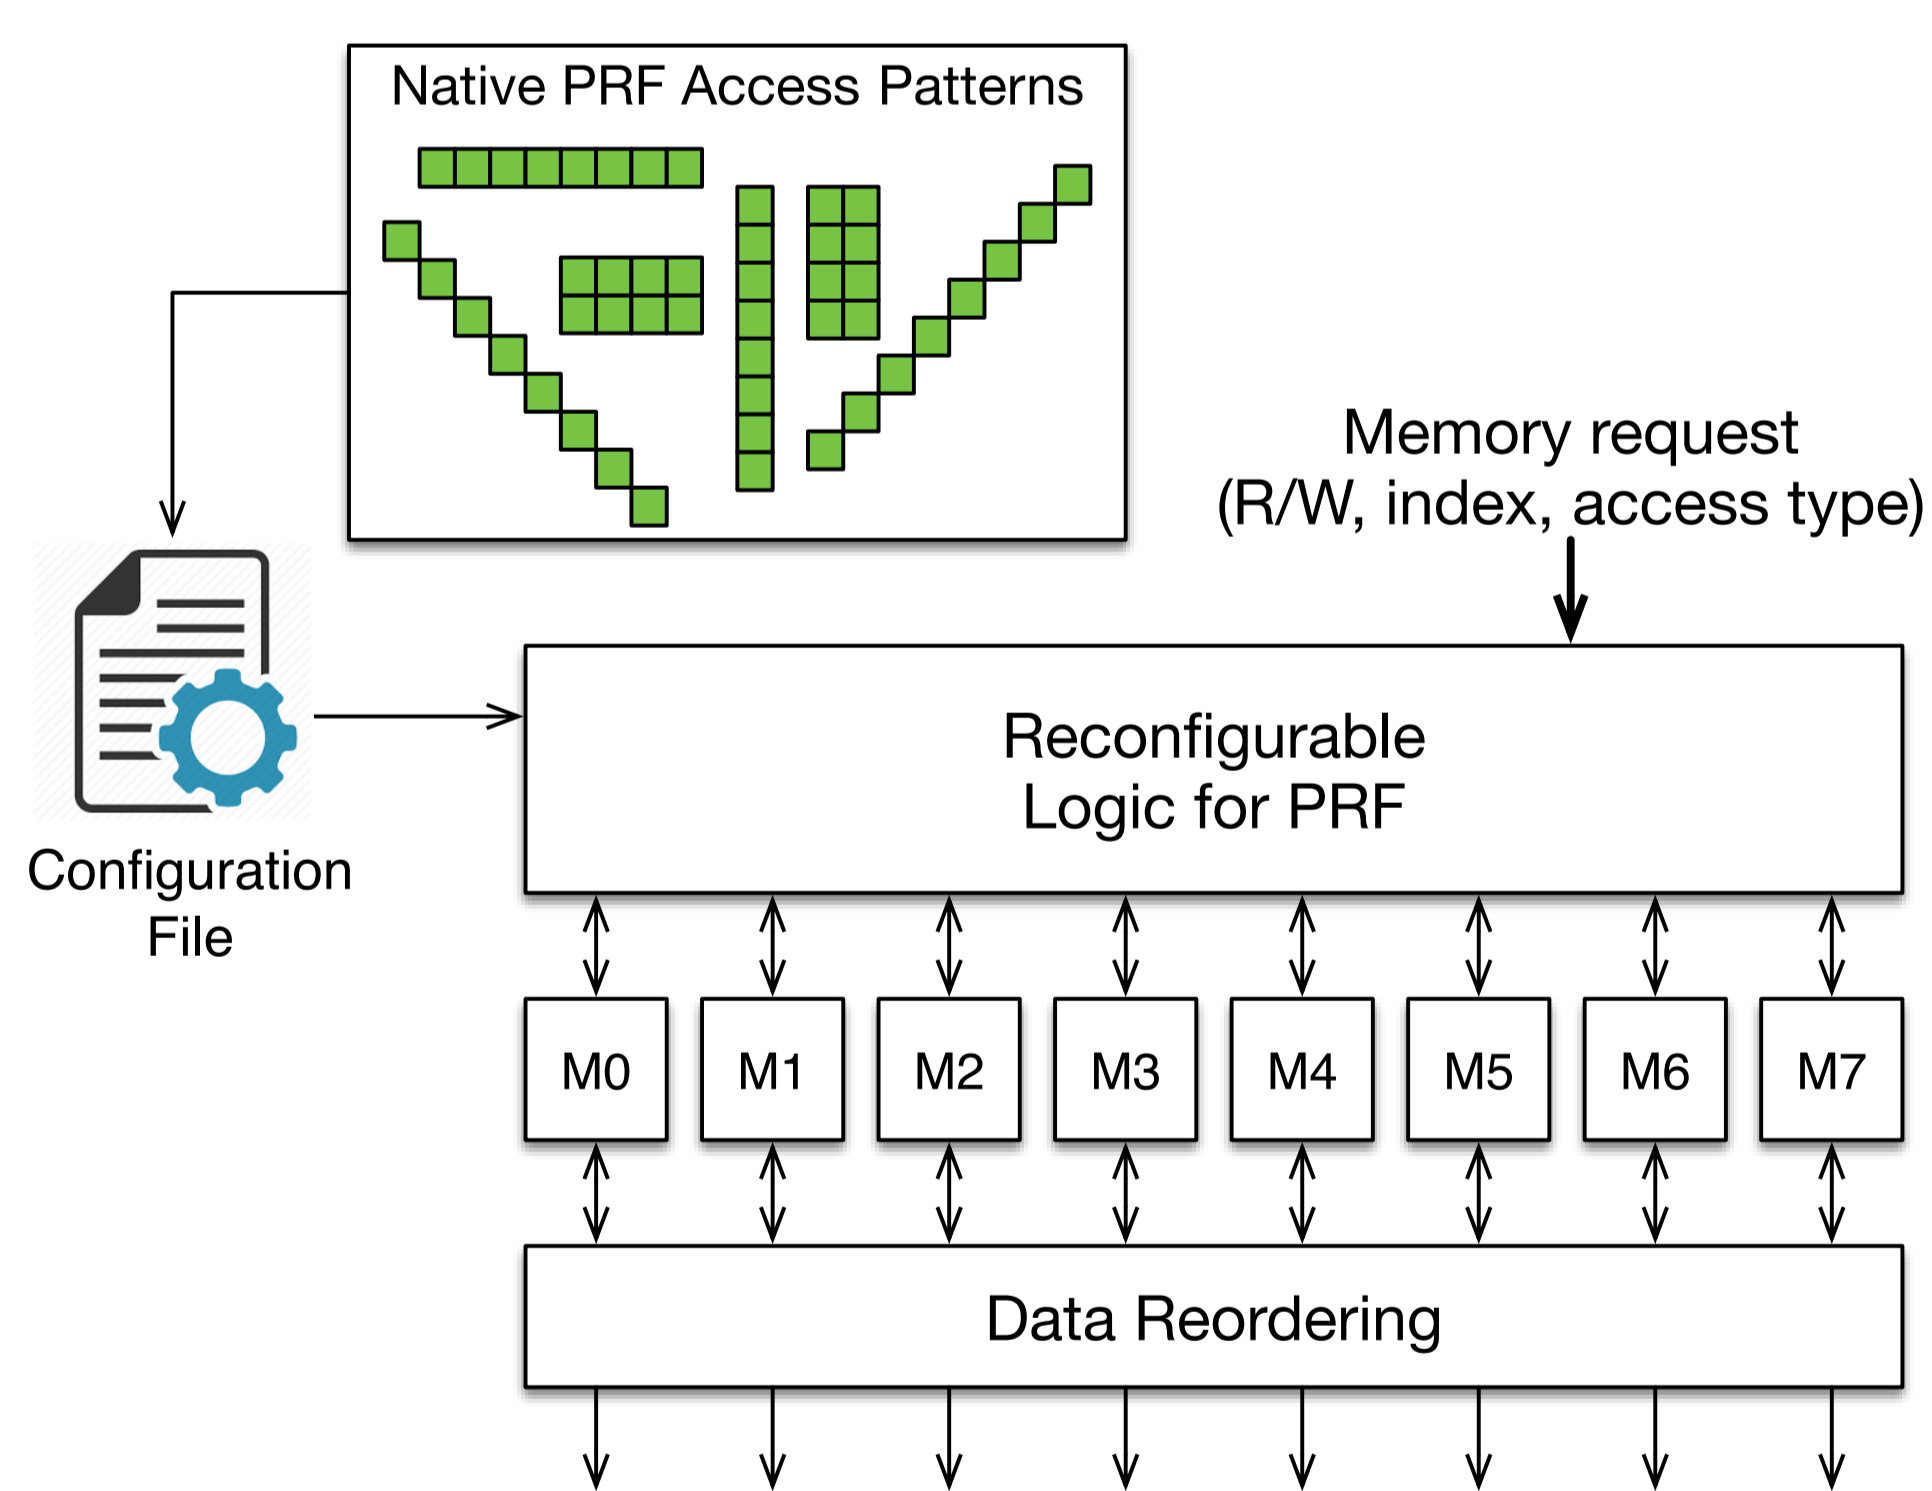 Native PRF Access Patterns
Memory request
(R/W, index, access type)
Reconfigurable
Logic for PRF
Configuration
File
M0 M1 M2 M3 M4 M5 M6 M7
Data Reordering